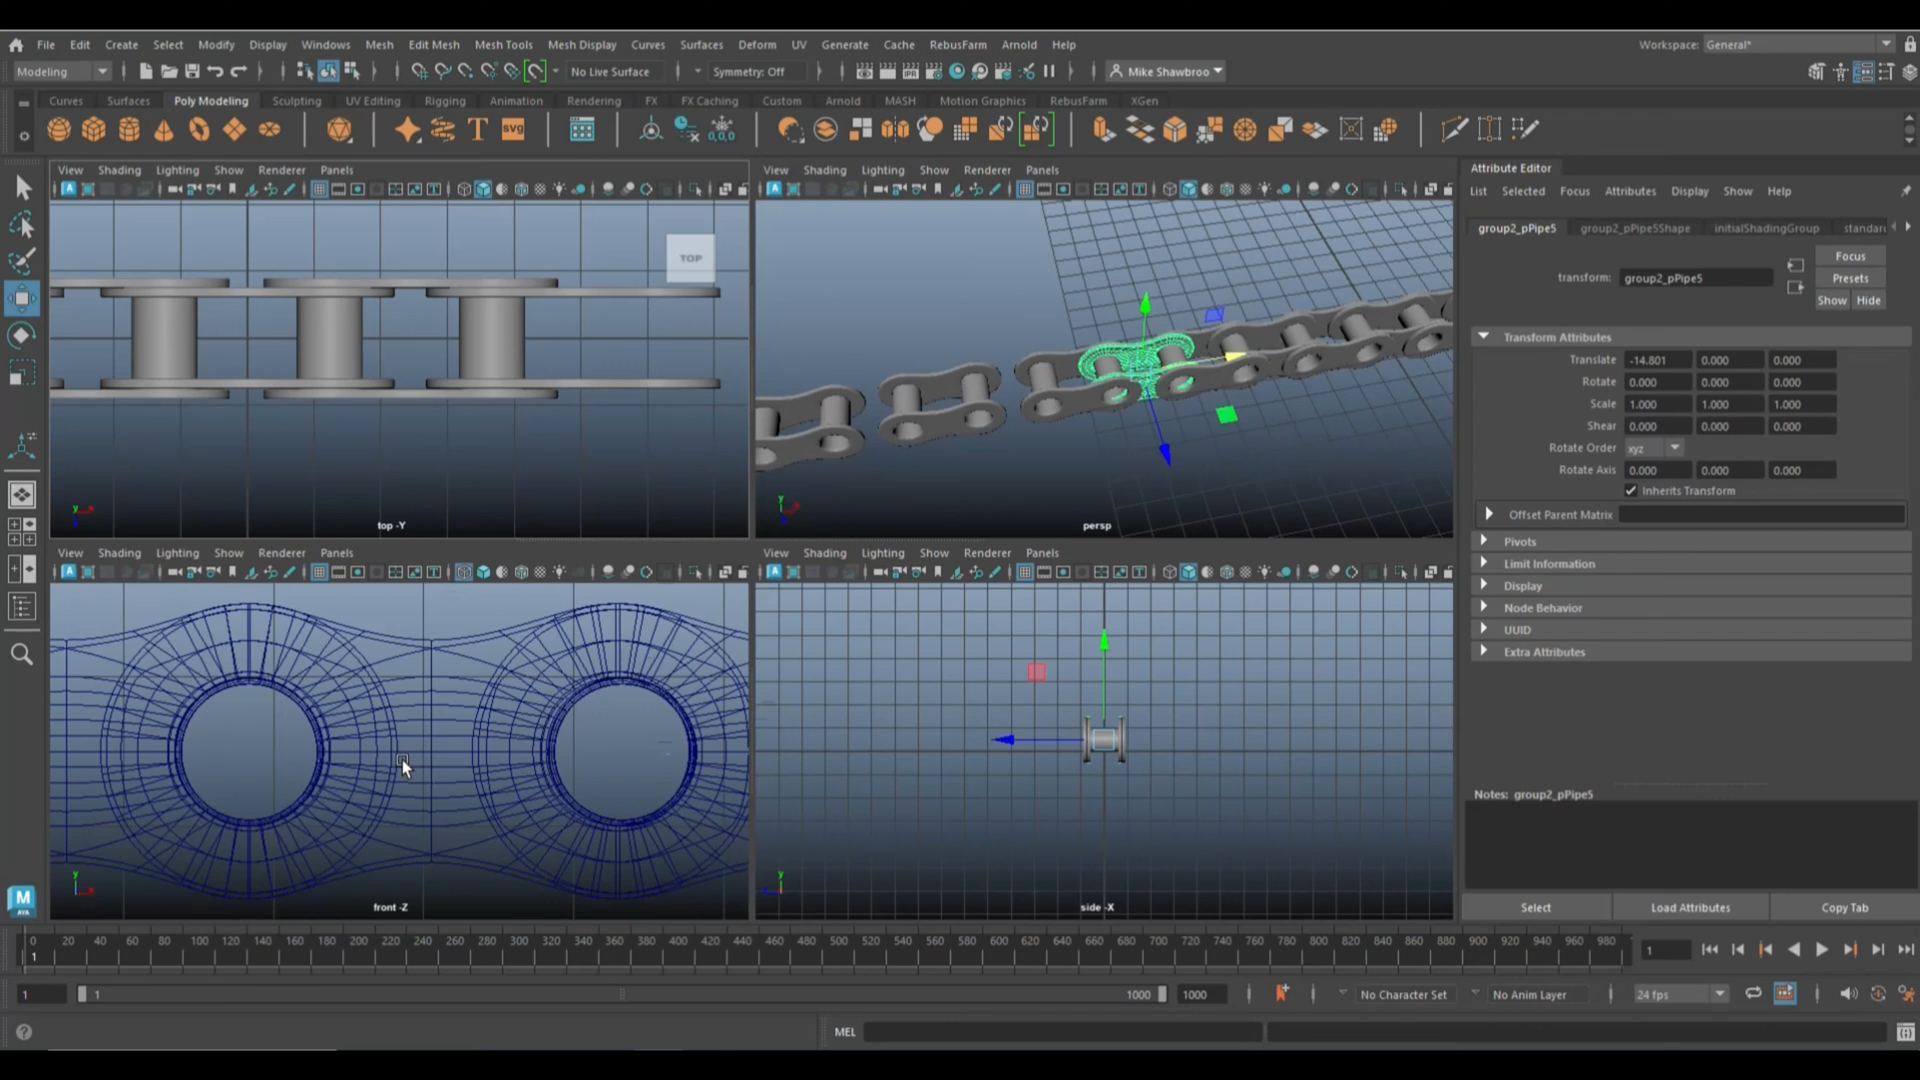 File Edit Create Select Modify Display Windows Mesh Edit Mesh Mesh Tools Mesh Display Curves Surfaces Deform UV Generate Cache RebusFarm Arnold Help Workspace: General*
Modeling No Live Surface Symmetry: Off IPR Mike Shawbroo
Curves Surfaces Poly Modeling Sculpting UV Editing Rigging Animation Rendering FX FX Caching Custom Arnold MASH Motion Graphics RebusFarm XGen
T SVG 0,0,0
View Shading Lighting Show Renderer Panels
TOP
top -Y
View Shading Lighting Show Renderer Panels
persp
View Shading Lighting Show Renderer Panels
front -Z
View Shading Lighting Show Renderer Panels
side -X
Attribute Editor
List Selected Focus Attributes Display Show Help
group2_pPipe5 group2_pPipe5Shape initialShadingGroup standar
Focus
transform: group2_pPipe5 Presets
Show Hide
Transform Attributes
Translate -14.801 0.000 0.000
Rotate 0.000 0.000 0.000
Scale 1.000 1.000 1.000
Shear 0.000 0.000 0.000
Rotate Order xyz
Rotate Axis 0.000 0.000 0.000
Inherits Transform
Offset Parent Matrix
Pivots
Limit Information
Display
Node Behavior
UUID
Extra Attributes
Notes: group2_pPipe5
Select Load Attributes Copy Tab
M
AYA
0 20 40 60 80 100 120 140 160 180 200 220 240 260 280 300 320 340 360 380 400 420 440 460 480 500 520 540 560 580 600 620 640 660 680 700 720 740 760 780 800 820 840 860 880 900 920 940 960 980
1 1
1 1 1000 1000 No Character Set No Anim Layer 24 fps
MEL